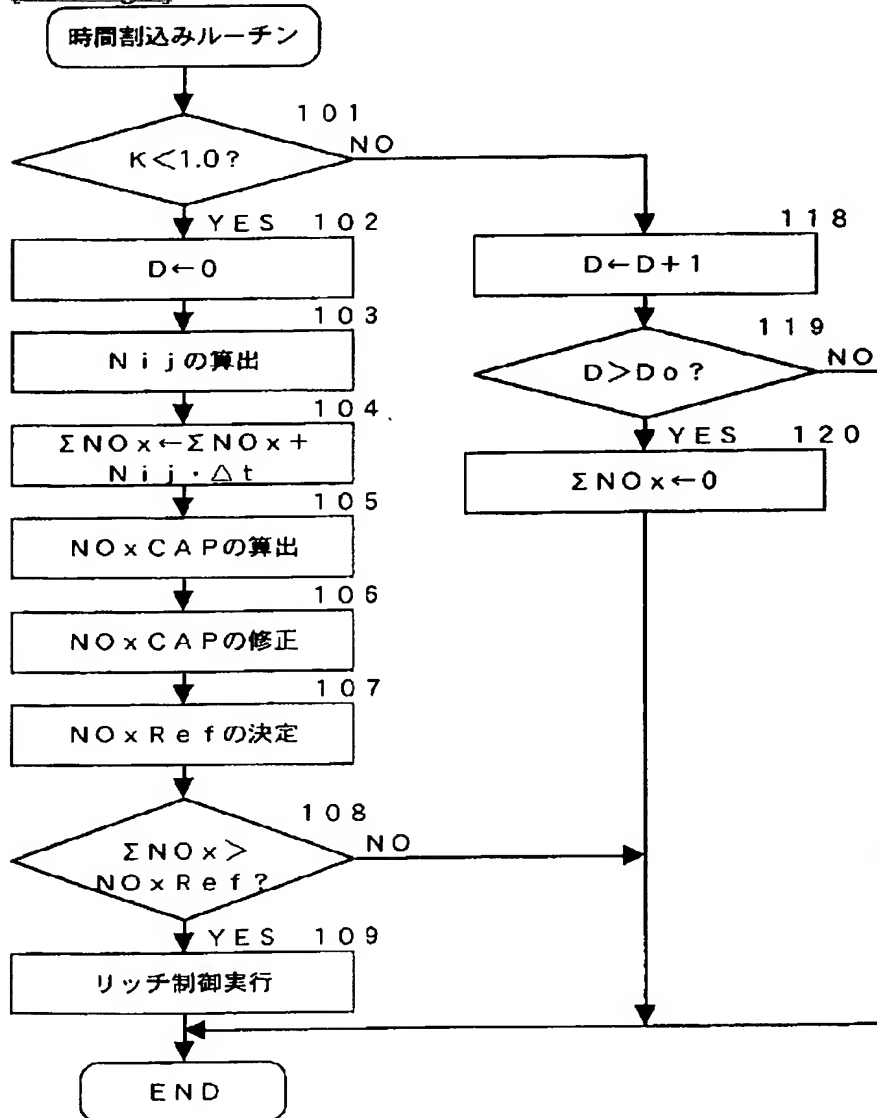 時間割込みルーチン
101
K<1.0?
NO
YES 102
D←0
103
Nijの算出
104
ΣNOx←ΣNOx+
Nij・△t
105
NOxCAPの算出
106
NOxCAPの修正
107
NOxRefの決定
108
ΣNOx>
NOxRef?
NO
YES 109
リッチ制御実行
END
118
D←D+1
119
D>Do?
NO
YES 120
ΣNOx←0